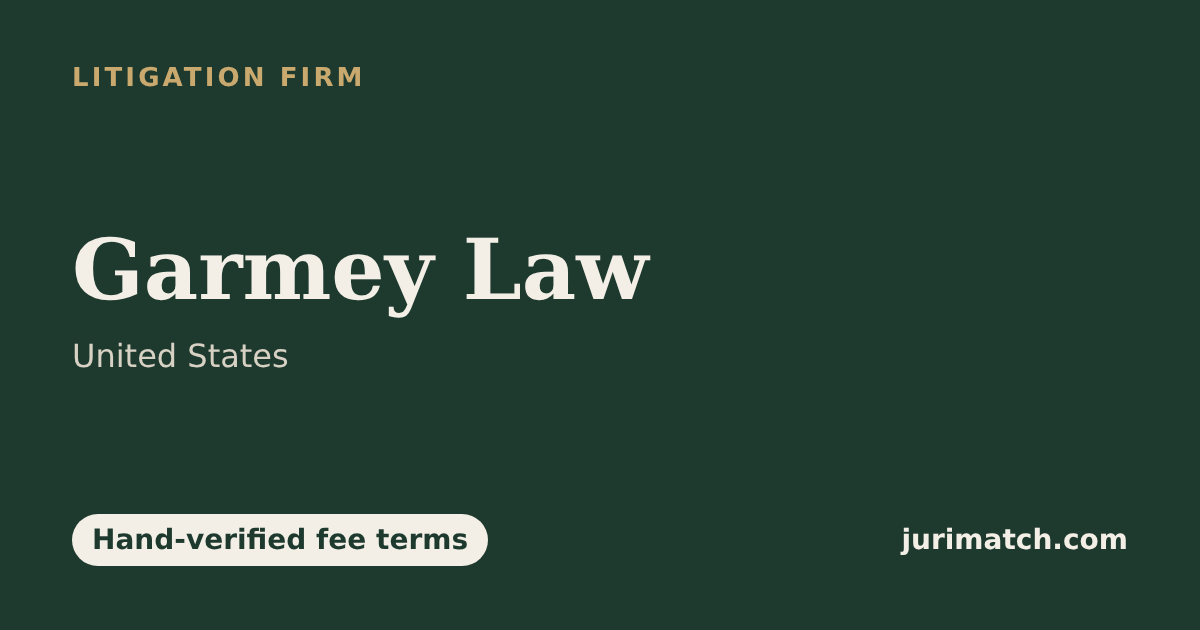 LITIGATION FIRM
Garmey Law
United States
Hand-verified fee terms
jurimatch.com